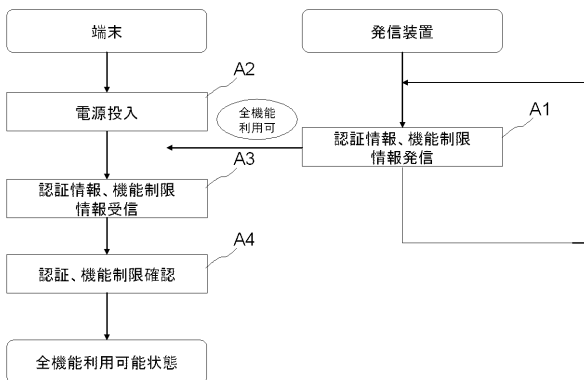 端末
発信装置
A2
電源投入
全機能
利用可
A1
認証情報、機能制限
情報発信
A3
認証情報、機能制限
情報受信
A4
認証、機能制限確認
全機能利用可能状態